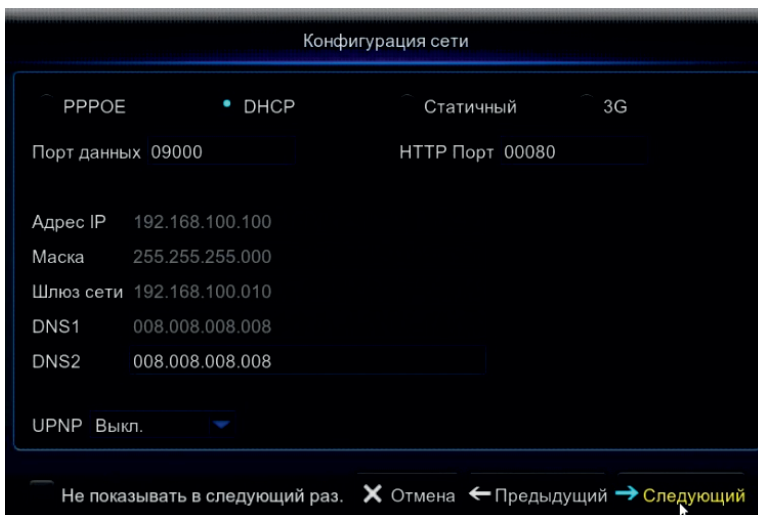 Конфигурация сети
PPPOE DHCP Статичный 3G
Порт данных 09000 HTTP Порт 00080
Адрес IP 192.168.100.100
Маска 255.255.255.000
Шлюз сети 192.168.100.010
DNS1 008.008.008.008
DNS2 008.008.008.008
UPNP Выкл.
Не показывать в следующий раз. Отмена Предыдущий Следующий